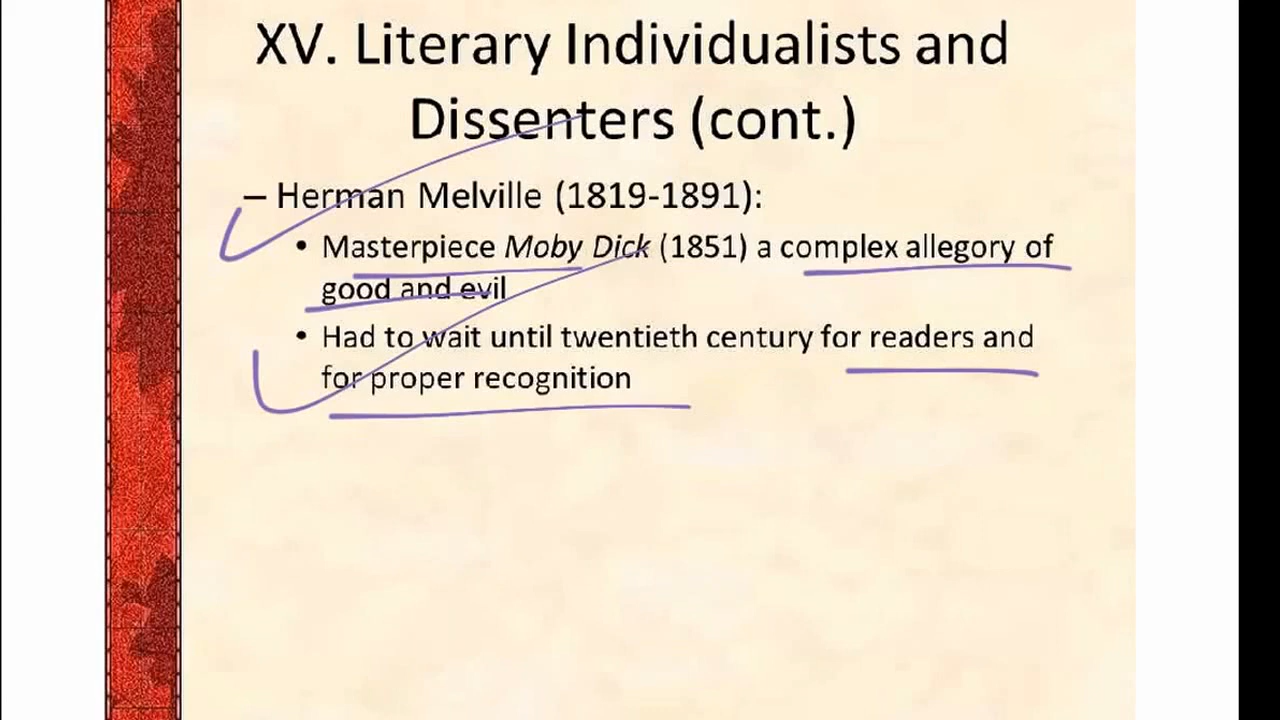 XV. Literary Individualists and
Dissenters (cont.)
– Herman Melville (1819-1891):
• Masterpiece Moby Dick (1851) a complex allegory of
good and evil
• Had to wait until twentieth century for readers and
for proper recognition